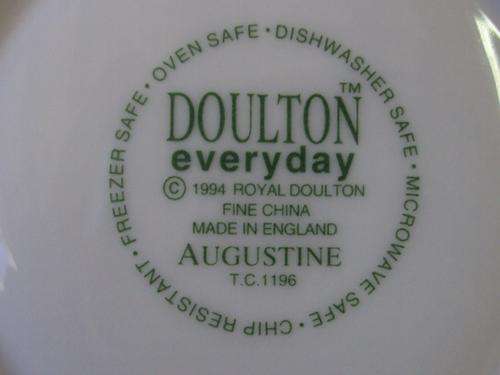 FREEZER SAFE · OVEN SAFE · DISHWASHER SAFE · MICROWAVE SAFE · CHIP RESISTANT ·
DOULTON™
everyday
© 1994 ROYAL DOULTON
FINE CHINA
MADE IN ENGLAND
AUGUSTINE
T.C.1196